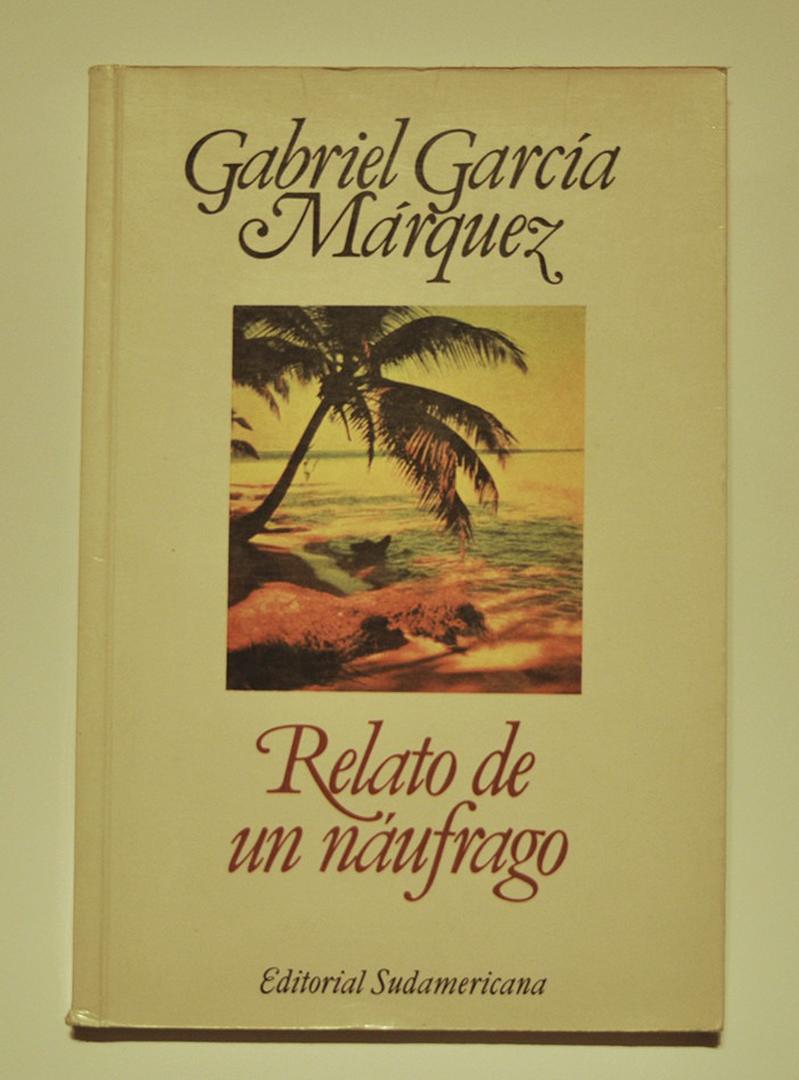 Gabriel García
Márquez
Relato de
un náufrago
Editorial Sudamericana